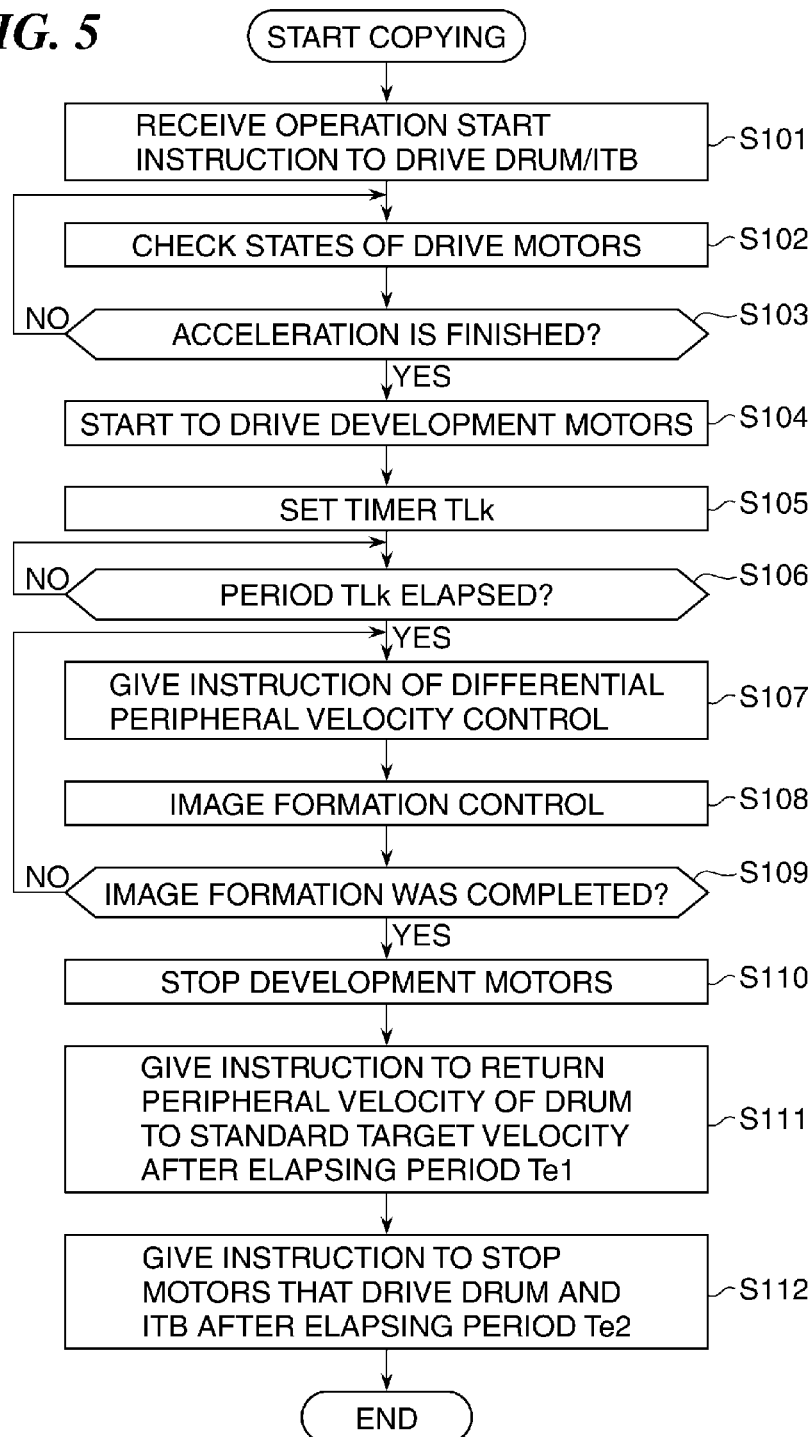 IG. 5
START COPYING
RECEIVE OPERATION START
INSTRUCTION TO DRIVE DRUM/ITB
S101
CHECK STATES OF DRIVE MOTORS
S102
ACCELERATION IS FINISHED?
S103
NO
YES
START TO DRIVE DEVELOPMENT MOTORS
S104
SET TIMER TLk
S105
PERIOD TLk ELAPSED?
S106
NO
YES
GIVE INSTRUCTION OF DIFFERENTIAL
PERIPHERAL VELOCITY CONTROL
S107
IMAGE FORMATION CONTROL
S108
IMAGE FORMATION WAS COMPLETED?
S109
NO
YES
STOP DEVELOPMENT MOTORS
S110
GIVE INSTRUCTION TO RETURN
PERIPHERAL VELOCITY OF DRUM
TO STANDARD TARGET VELOCITY
AFTER ELAPSING PERIOD Te1
S111
GIVE INSTRUCTION TO STOP
MOTORS THAT DRIVE DRUM AND
ITB AFTER ELAPSING PERIOD Te2
S112
END